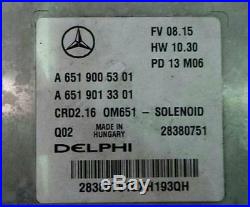 FV 08.15
HW 10.30
PD 13 M06
A 651 900 53 01
A 651 901 33 01
CRD2.16 OM651 - SOLENOID
Q02 MADE IN HUNGARY 28380751
DELPHI